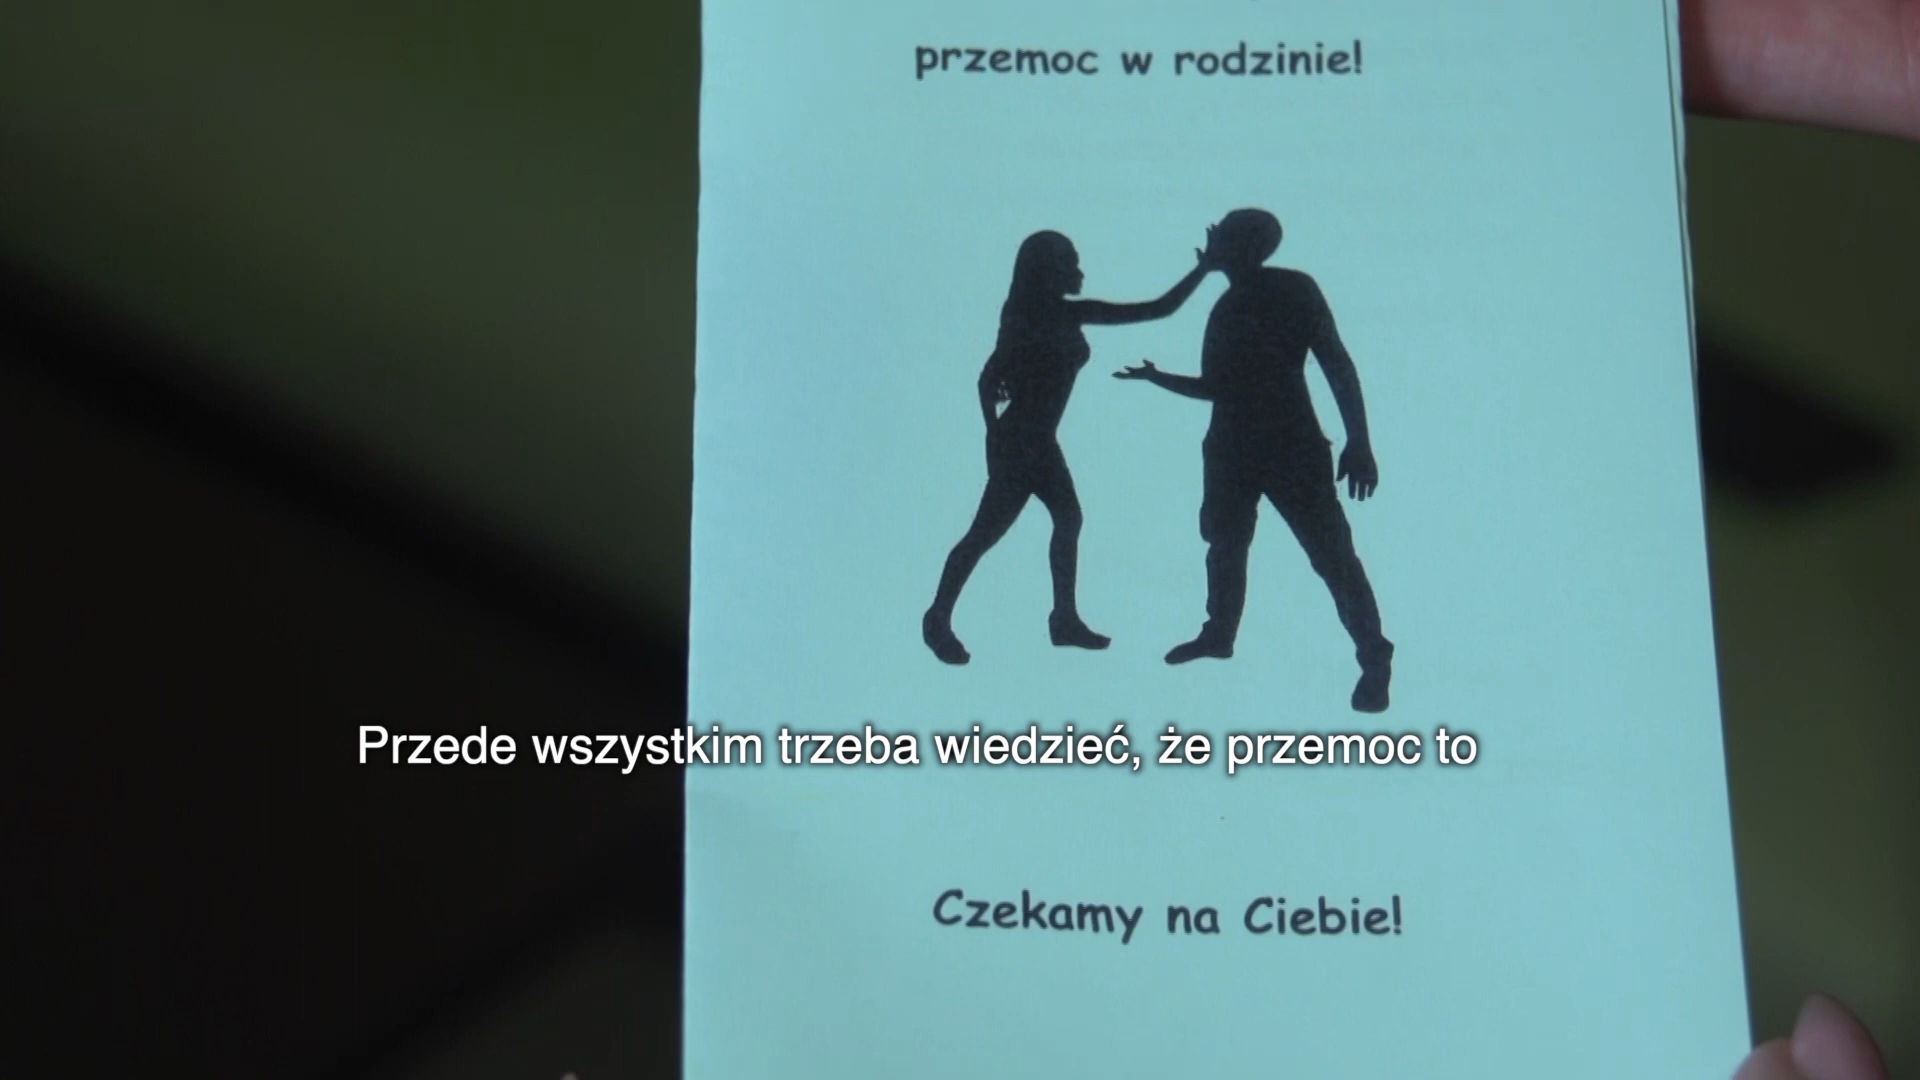 przemoc w rodzinie!
Przede wszystkim trzeba wiedzieć, że przemoc to
Czekamy na Ciebie!